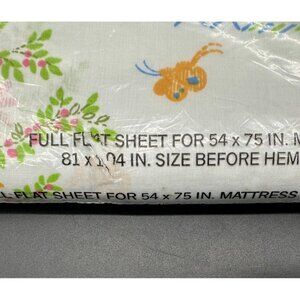 FULL FLAT SHEET FOR 54 x 75 IN. M
81 x 104 IN. SIZE BEFORE HEM
L FLAT SHEET FOR 54 x 75 IN. MATTRESS